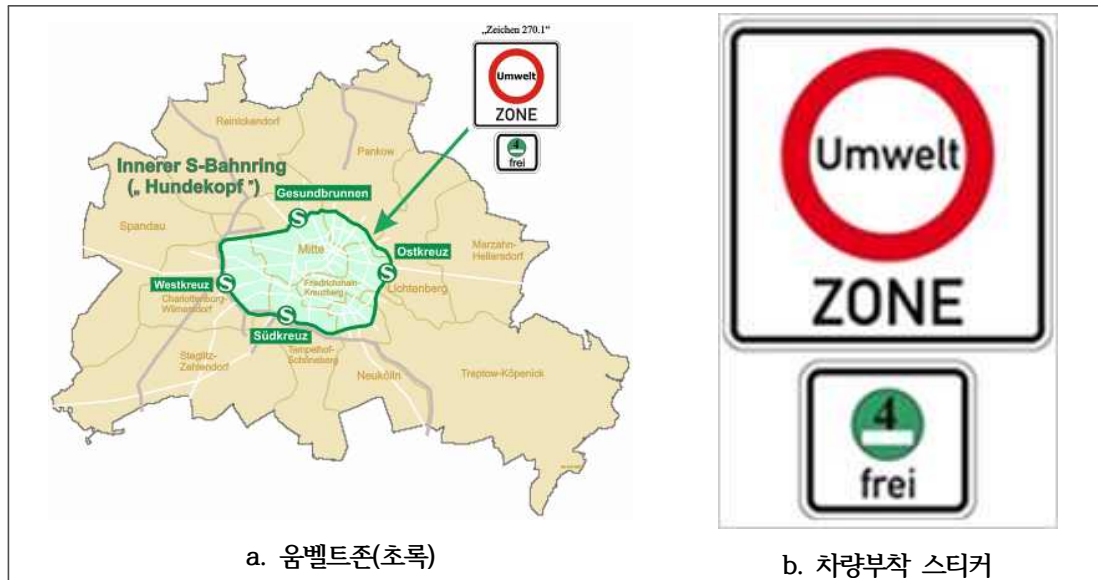 „Zeichen 270.1“
Umwelt
ZONE
4
frei
Reinickendorf
Pankow
Innerer S-Bahnring
(„ Hundekopf ”)
Gesundbrunnen
S
Spandau
Mitte
Ostkreuz
S
Marzahn-
Hellersdorf
Westkreuz
S
Friedrichshain-
Kreuzberg
Lichtenberg
Charlottenburg-
Wilmersdorf
S
Südkreuz
Steglitz-
Zehlendorf
Tempelhof-
Schöneberg
Neukölln
Treptow-Köpenick
a. 움벨트존(초록)
Umwelt
ZONE
4
frei
b. 차량부착 스티커